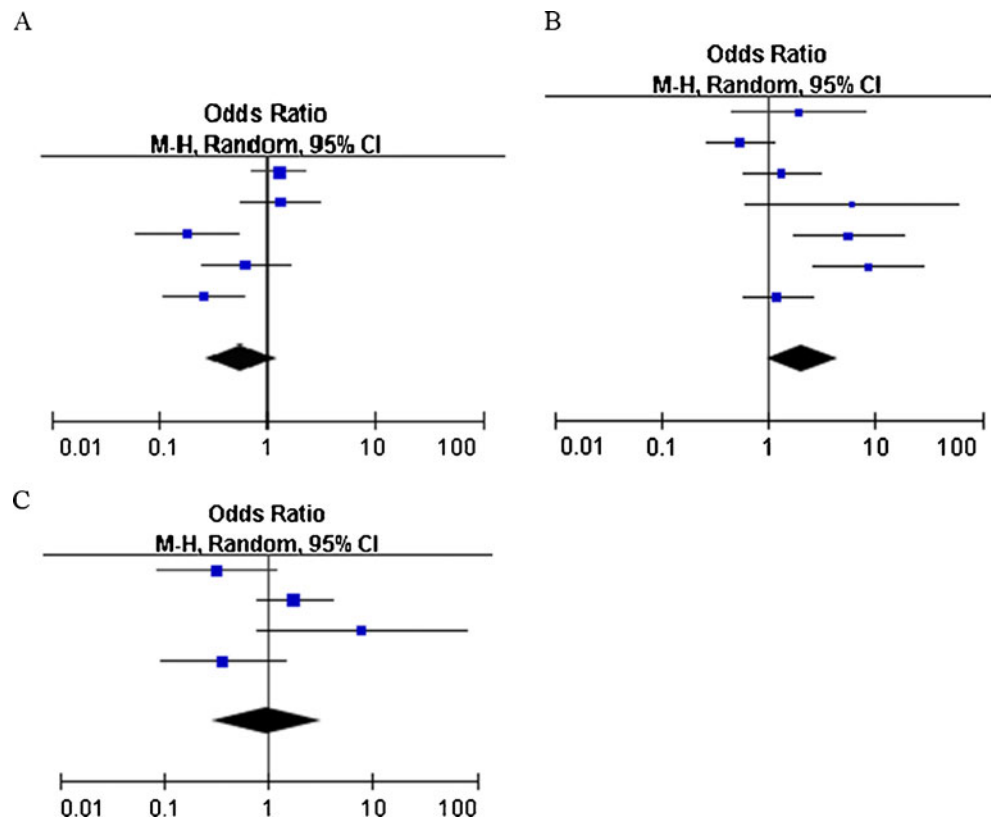 A
Odds Ratio
M-H, Random, 95% CI
0.01 0.1 1 10 100
B
Odds Ratio
M-H, Random, 95% CI
0.01 0.1 1 10 100
C
Odds Ratio
M-H, Random, 95% CI
0.01 0.1 1 10 100